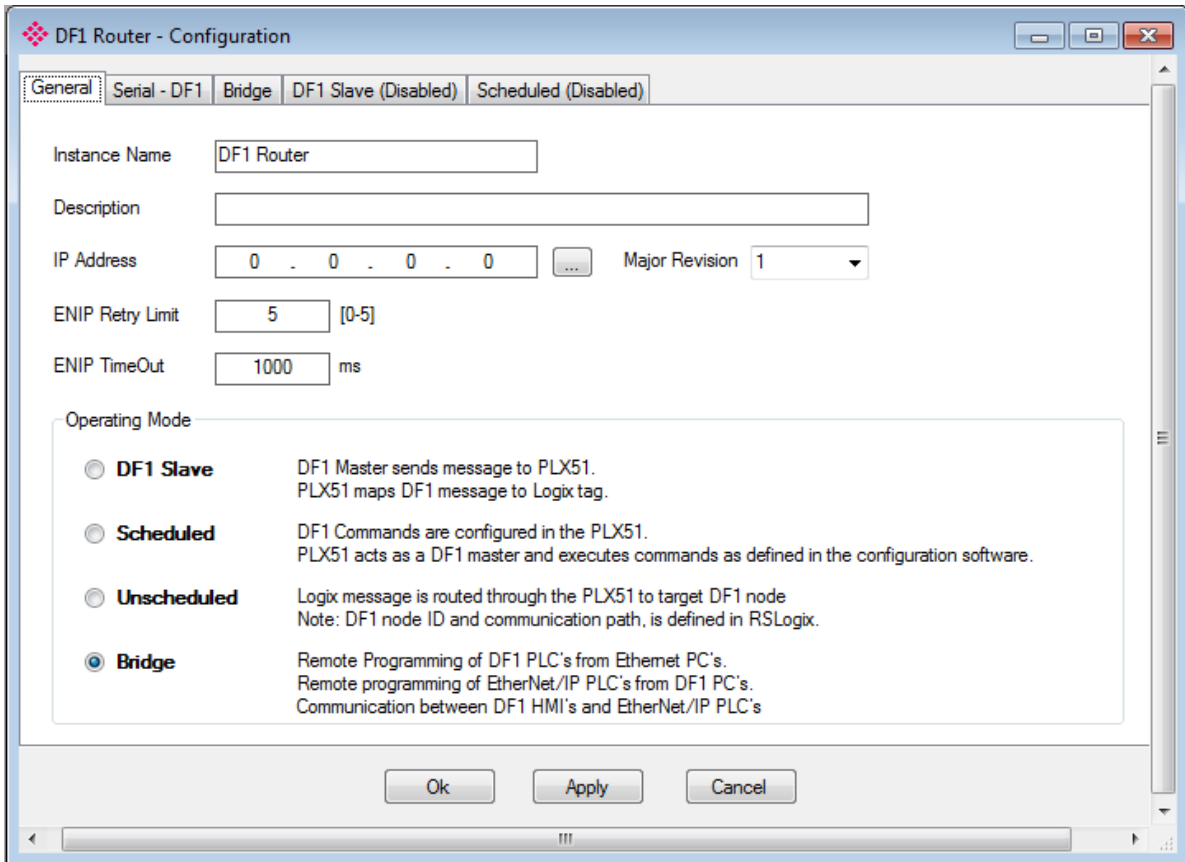 DF1 Router - Configuration
General Serial - DF1 Bridge DF1 Slave (Disabled) Scheduled (Disabled)
Instance Name DF1 Router
Description
IP Address 0 . 0 . 0 . 0 ... Major Revision 1
ENIP Retry Limit 5 [0-5]
ENIP TimeOut 1000 ms
Operating Mode
DF1 Slave DF1 Master sends message to PLX51.
PLX51 maps DF1 message to Logix tag.
Scheduled DF1 Commands are configured in the PLX51.
PLX51 acts as a DF1 master and executes commands as defined in the configuration software.
Unscheduled Logix message is routed through the PLX51 to target DF1 node
Note: DF1 node ID and communication path, is defined in RSLogix.
Bridge Remote Programming of DF1 PLC's from Ethernet PC's.
Remote programming of EtherNet/IP PLC's from DF1 PC's.
Communication between DF1 HMI's and EtherNet/IP PLC's
Ok Apply Cancel